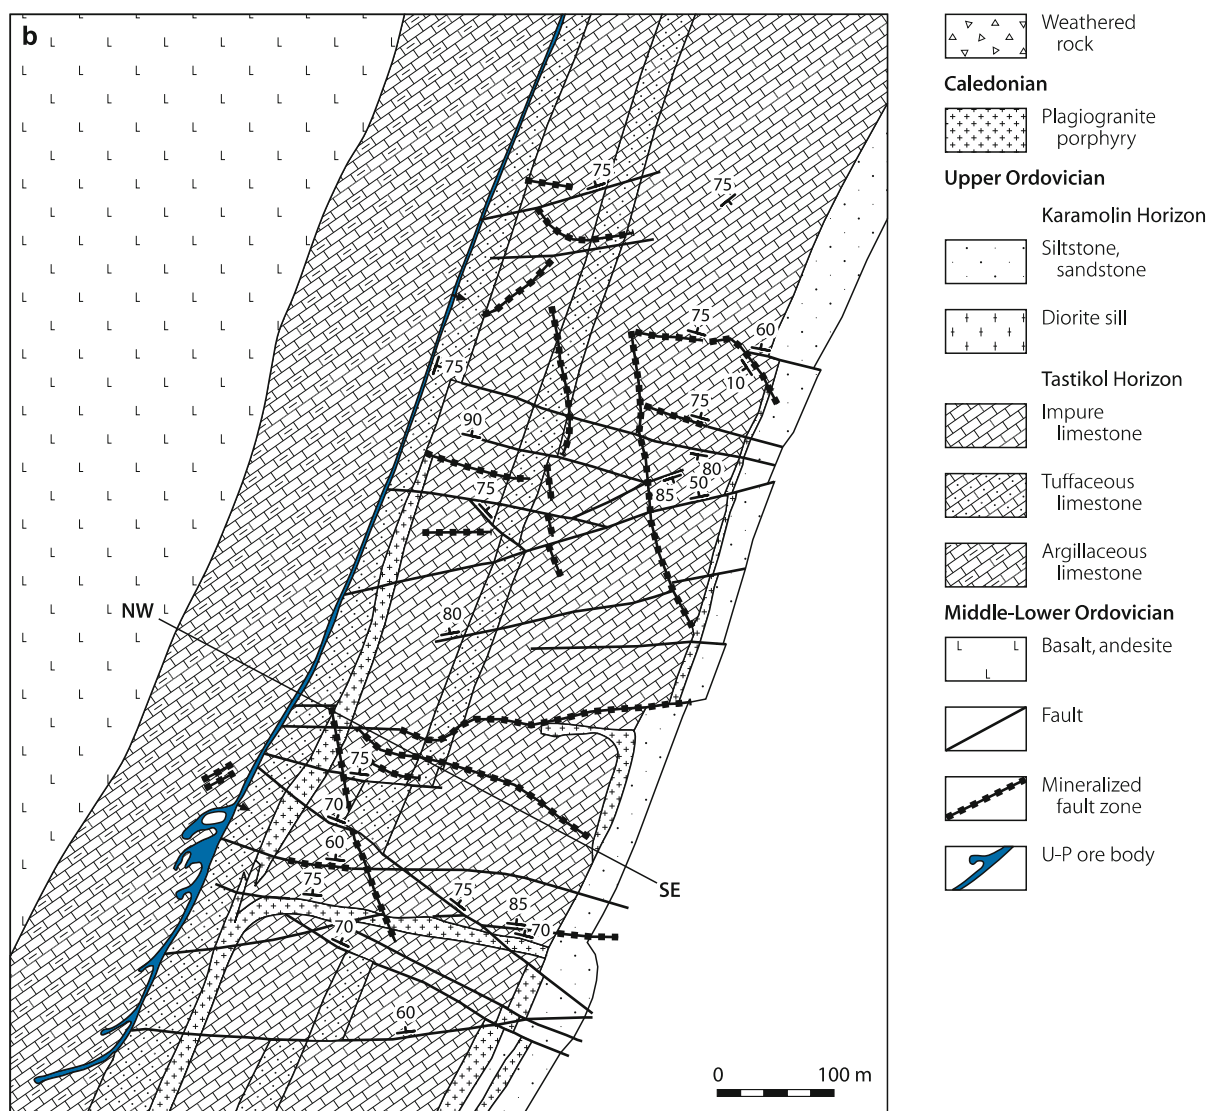 b
Weathered
rock
Caledonian
Plagiogranite
porphyry
Upper Ordovician
Karamolin Horizon
Siltstone,
sandstone
Diorite sill
Tastikol Horizon
Impure
limestone
Tuffaceous
limestone
Argillaceous
limestone
Middle-Lower Ordovician
Basalt, andesite
Fault
Mineralized
fault zone
U-P ore body
75
75
75
60
75
10
75
90
80
75
85
50
80
NW
75
70
60
SE
75
75
85
70
70
60
0 100 m